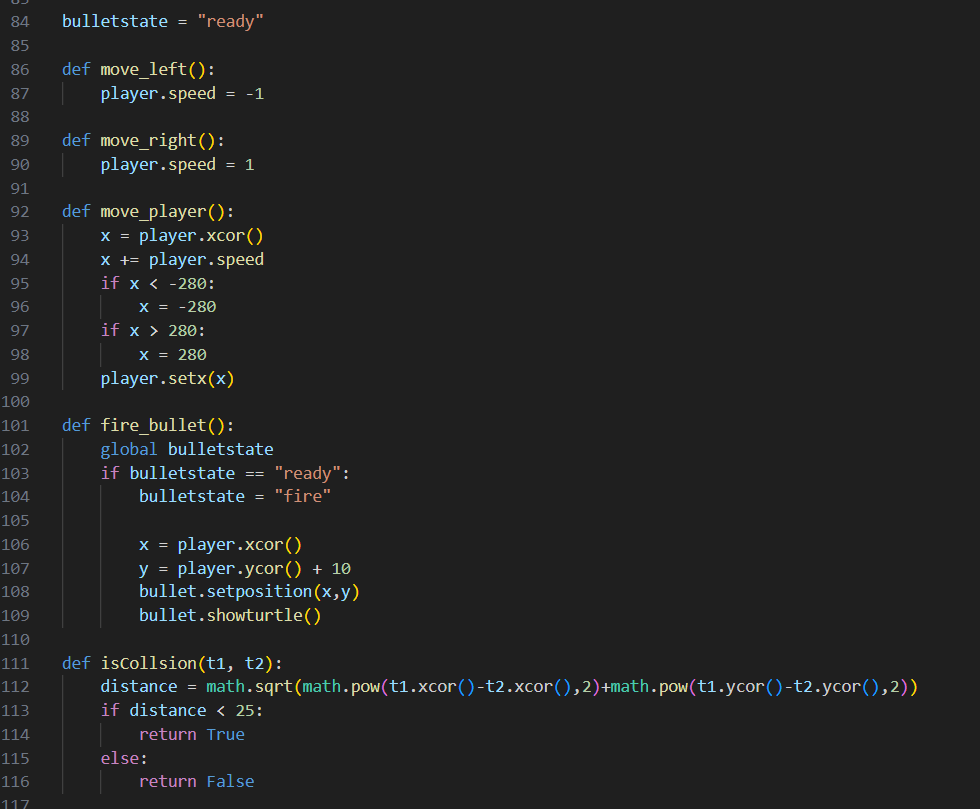 84 bulletstate = "ready"
85
86 def move_left():
87     player.speed = -1
88
89 def move_right():
90     player.speed = 1
91
92 def move_player():
93     x = player.xcor()
94     x += player.speed
95     if x < -280:
96         x = -280
97     if x > 280:
98         x = 280
99     player.setx(x)
100
101 def fire_bullet():
102     global bulletstate
103     if bulletstate == "ready":
104         bulletstate = "fire"
105
106         x = player.xcor()
107         y = player.ycor() + 10
108         bullet.setposition(x,y)
109         bullet.showturtle()
110
111 def isCollsion(t1, t2):
112     distance = math.sqrt(math.pow(t1.xcor()-t2.xcor(),2)+math.pow(t1.ycor()-t2.ycor(),2))
113     if distance < 25:
114         return True
115     else:
116         return False
117